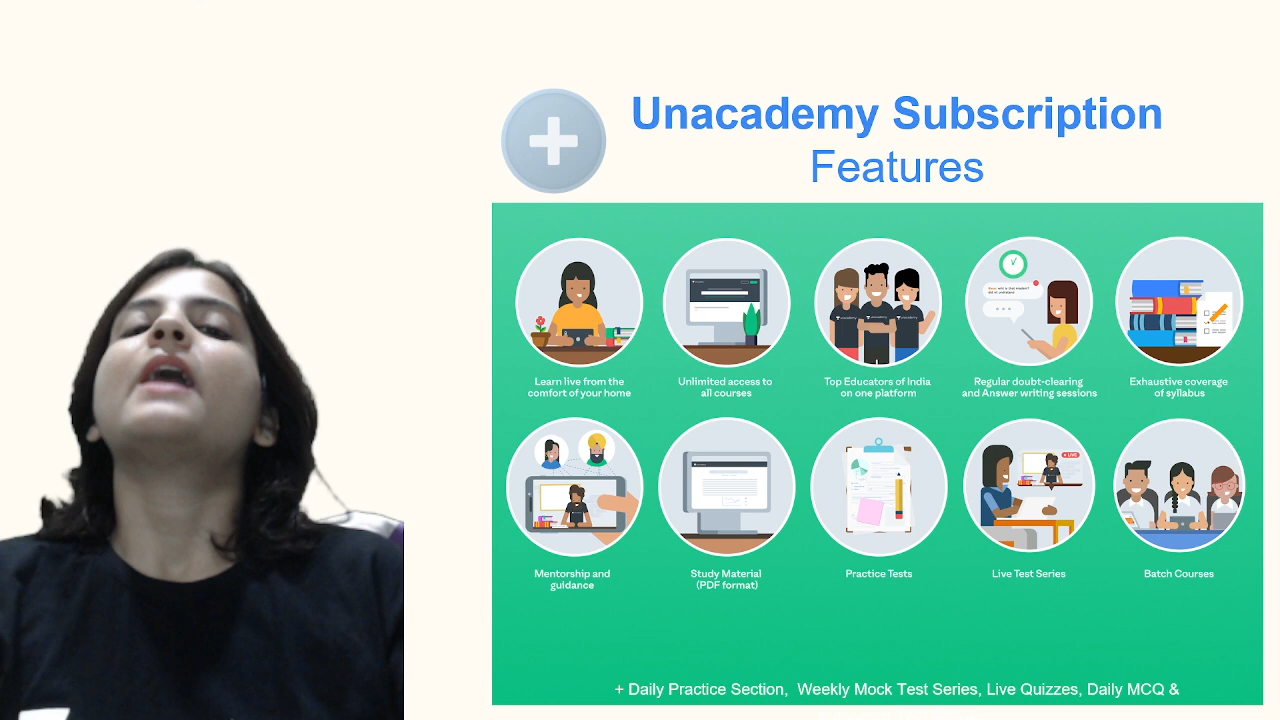 Unacademy Subscription
Features
Learn live from the
comfort of your home
Unlimited access to
all courses
Top Educators of India
on one platform
Regular doubt-clearing
and Answer writing sessions
Exhaustive coverage
of syllabus
Mentorship and
guidance
Study Material
(PDF format)
Practice Tests
Live Test Series
Batch Courses
+ Daily Practice Section, Weekly Mock Test Series, Live Quizzes, Daily MCQ &